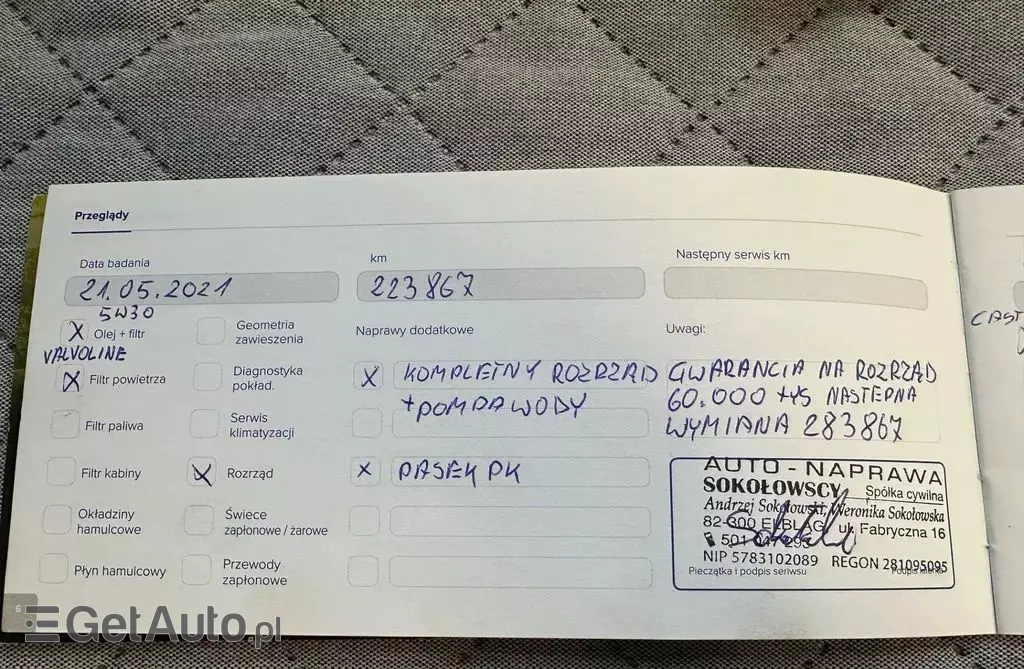 Przeglądy
Data badania
km
Następny serwis km
21.05.2021
223867
5W30
Olej + filtr
Geometria
zawieszenia
Naprawy dodatkowe
Uwagi:
VALVOLINE
X
Filtr powietrza
X
Diagnostyka
pokład.
X
KOMPLETNY ROZRZĄD
GWARANCJA NA ROZRZĄD
+POMPA WODY
60.000 tys NASTĘPNA
Filtr paliwa
Serwis
klimatyzacji
WYMIANA 283867
Filtr kabiny
X
Rozrząd
X
PASEK PK
Okładziny
hamulcowe
Świece
zapłonowe / żarowe
Płyn hamulcowy
Przewody
zapłonowe
AUTO - NAPRAWA
SOKOŁOWSCY Spółka cywilna
Andrzej Sokołowski, Weronika Sokołowska
82-300 ELBLĄG, ul. Fabryczna 16
NIP 5783102089 REGON 281095095
Pieczątka i podpis seriwsu
CAST
6
GetAuto.pl